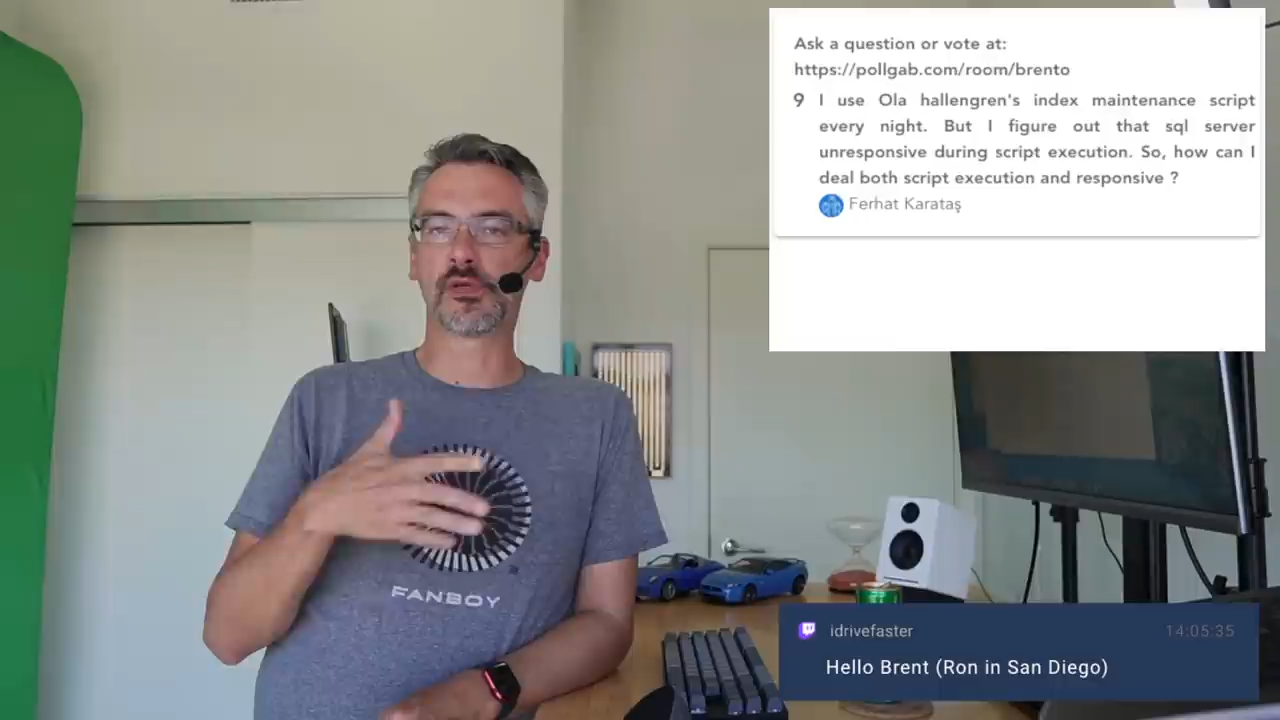 Ask a question or vote at:
https://pollgab.com/room/brento
9 I use Ola hallengren's index maintenance script
every night. But I figure out that sql server
unresponsive during script execution. So, how can I
deal both script execution and responsive ?
Ferhat Karataş
FANBOY
idrivefaster 14:05:35
Hello Brent (Ron in San Diego)